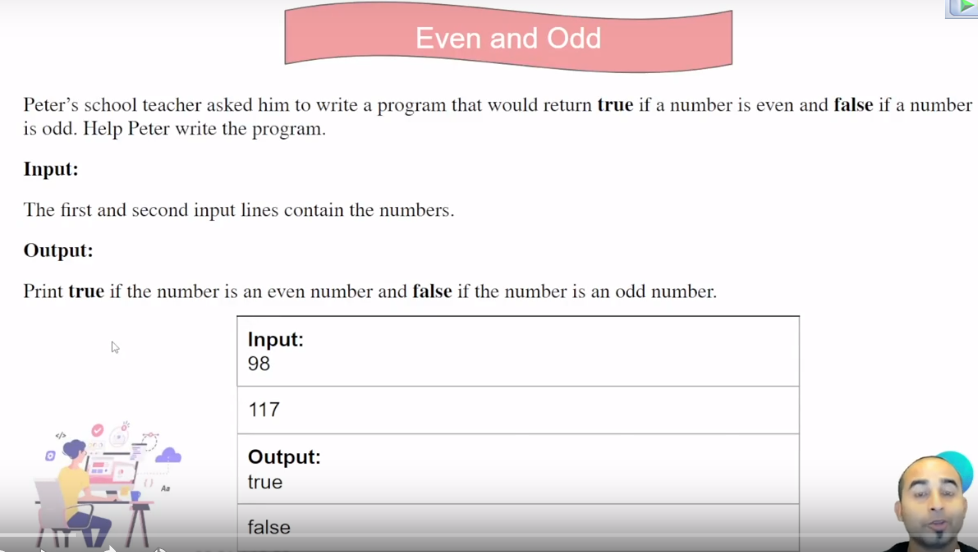 Even and Odd
Peter's school teacher asked him to write a program that would return true if a number is even and false if a number
is odd. Help Peter write the program.
Input:
The first and second input lines contain the numbers.
Output:
Print true if the number is an even number and false if the number is an odd number.
Input:
98
117
Output:
true
false